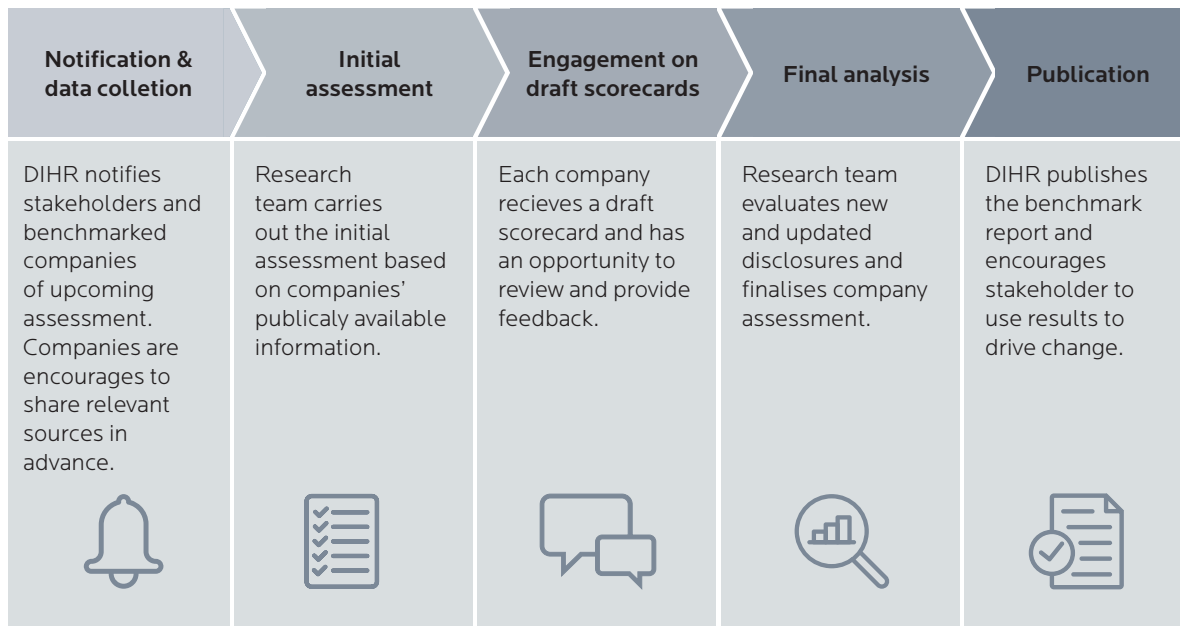 Notification &
data colletion
Initial
assessment
Engagement on
draft scorecards
Final analysis
Publication
DIHR notifies
stakeholders and
benchmarked
companies
of upcoming
assessment.
Companies are
encourages to
share relevant
sources in
advance.
Research
team carries
out the initial
assessment based
on companies’
publicaly available
information.
Each company
recieves a draft
scorecard and has
an opportunity to
review and provide
feedback.
Research team
evaluates new
and updated
disclosures and
finalises company
assessment.
DIHR publishes
the benchmark
report and
encourages
stakeholder to
use results to
drive change.